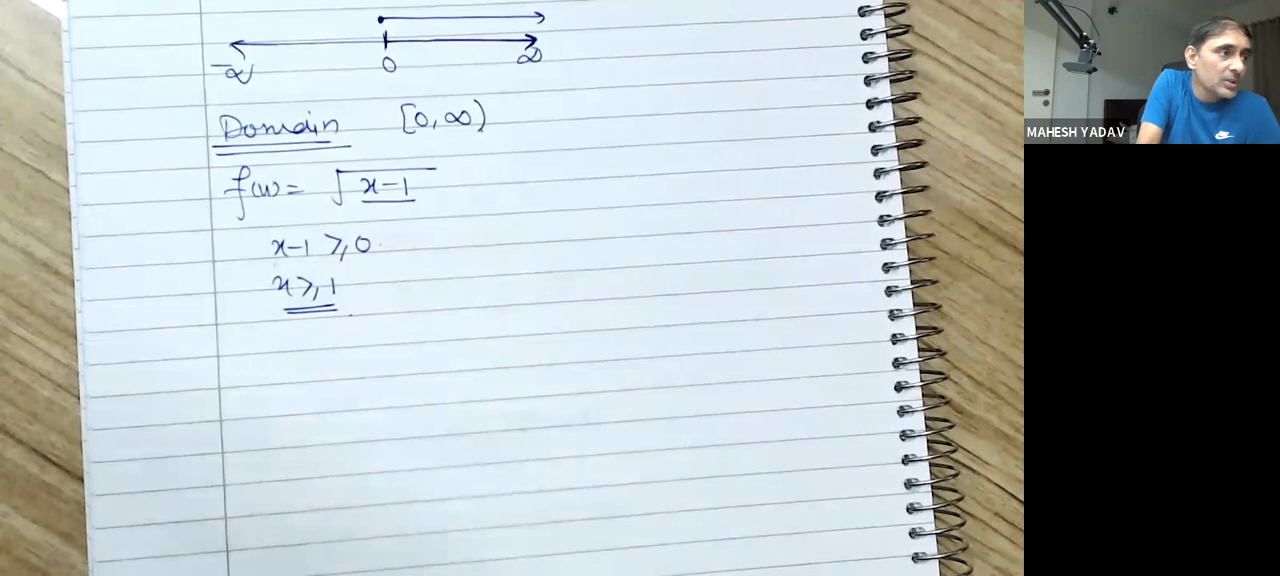 -∞ 0 ∞
Domain [0, ∞)
f(x) = √x-1
x-1 ≥ 0
x ≥ 1
MAHESH YADAV